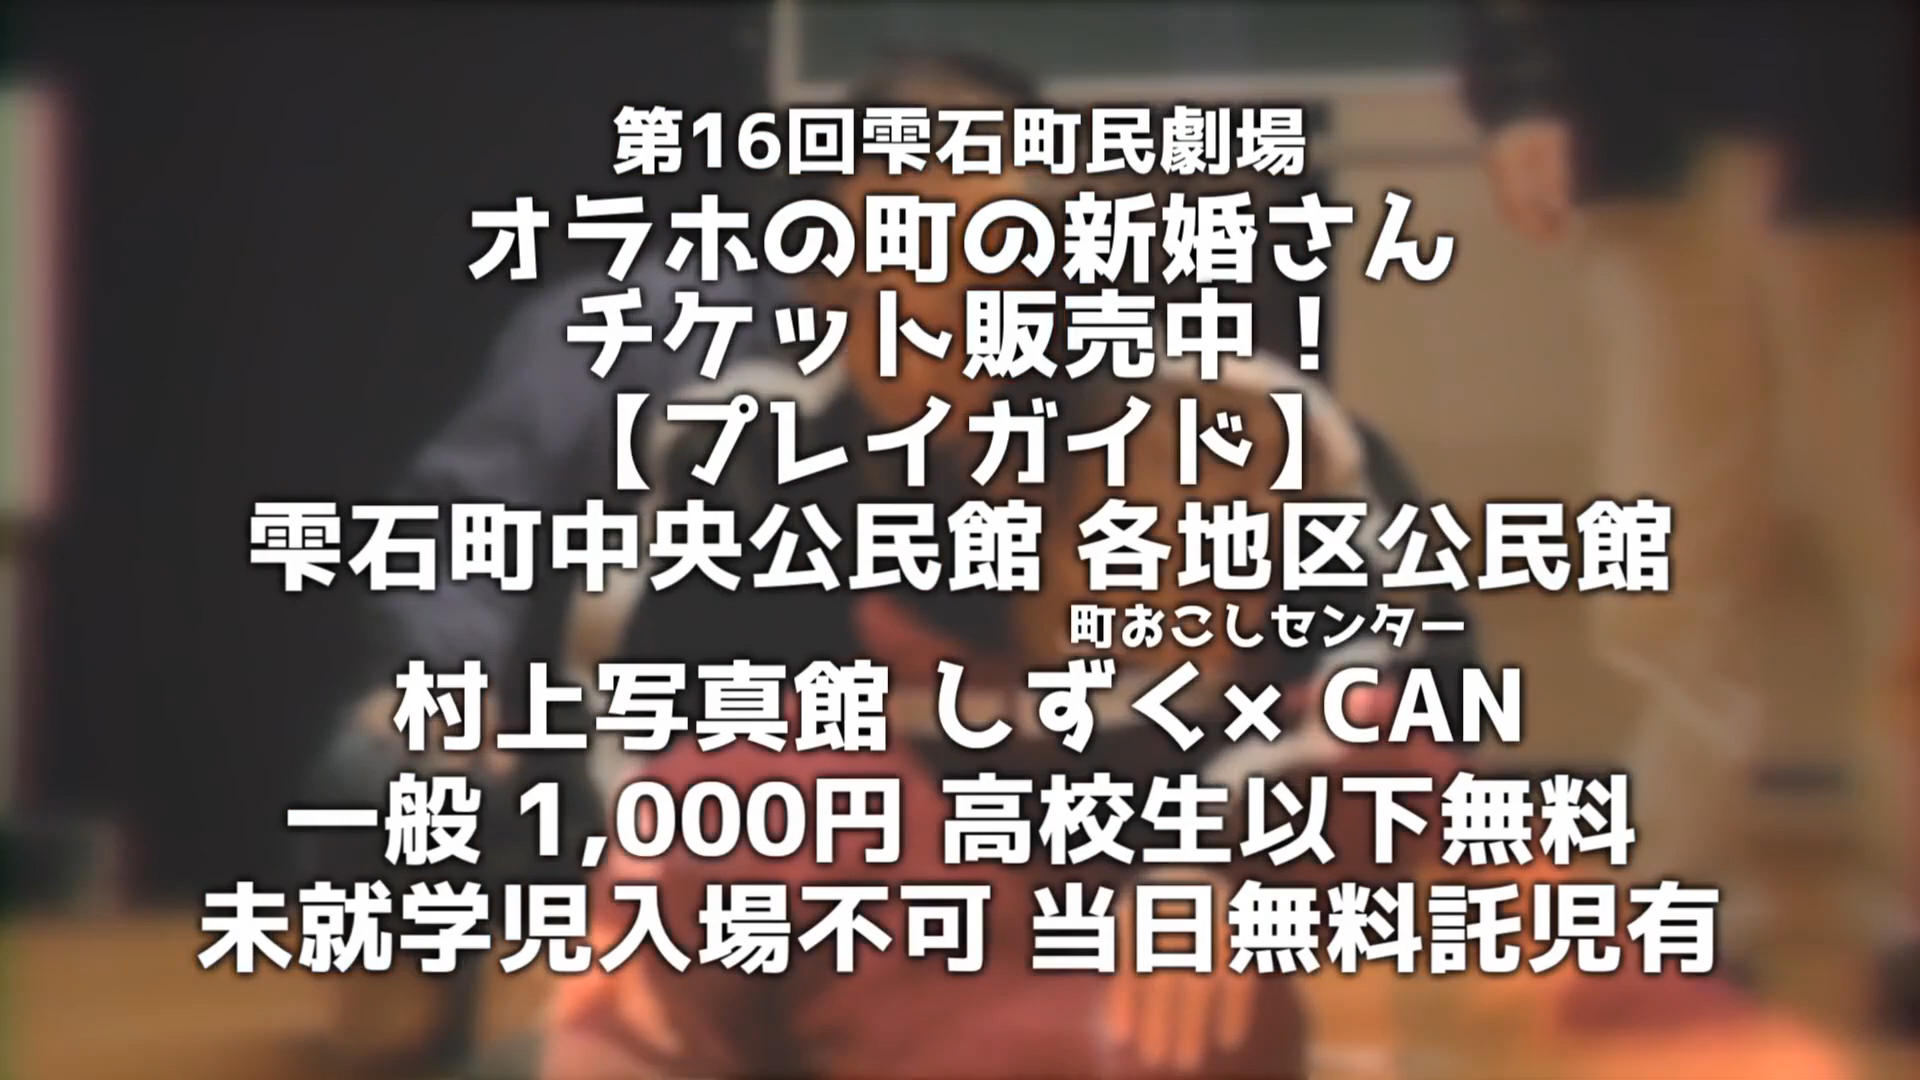 第16回雫石町民劇場
オラホの町の新婚さん
チケット販売中！
【プレイガイド】
雫石町中央公民館 各地区公民館
町おこしセンター
村上写真館 しずく× CAN
一般 1,000円 高校生以下無料
未就学児入場不可 当日無料託児有